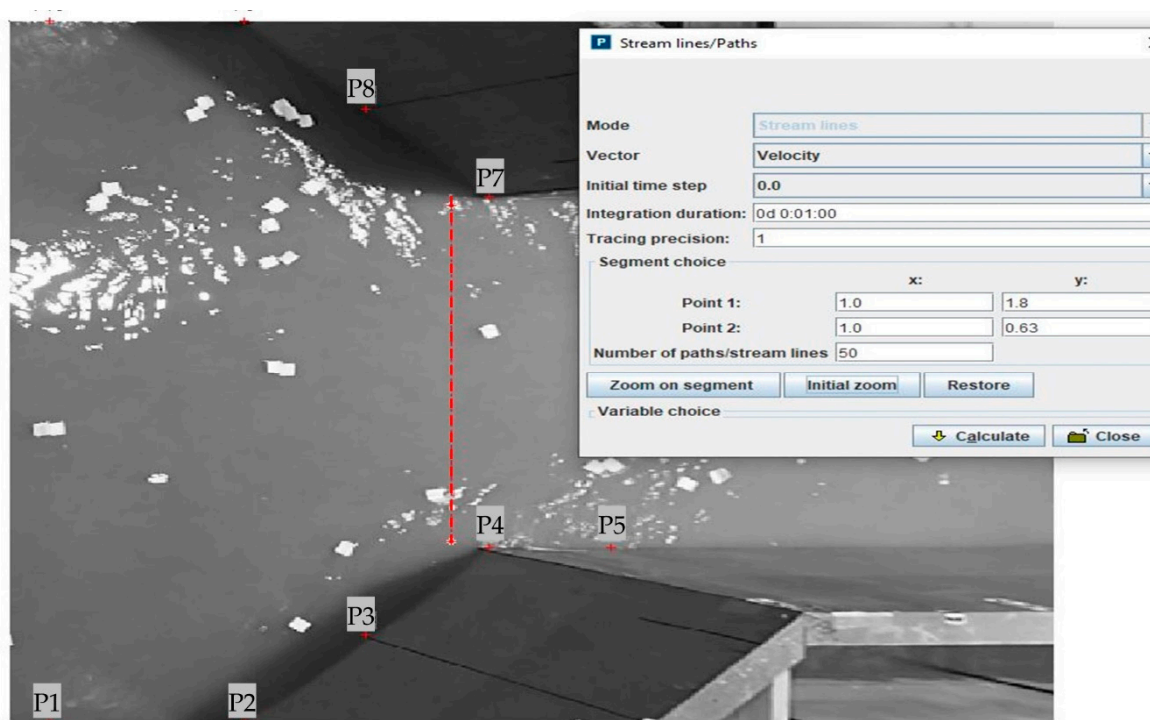 P8
P7
P4
P5
P3
P1
P2
P
Stream lines/Paths
Mode
Stream lines
Vector
Velocity
Initial time step
0.0
Integration duration:
0d 0:01:00
Tracing precision:
1
Segment choice
x:
y:
Point 1:
1.0
1.8
Point 2:
1.0
0.63
Number of paths/stream lines
50
Zoom on segment
Initial zoom
Restore
Variable choice
Calculate
Close